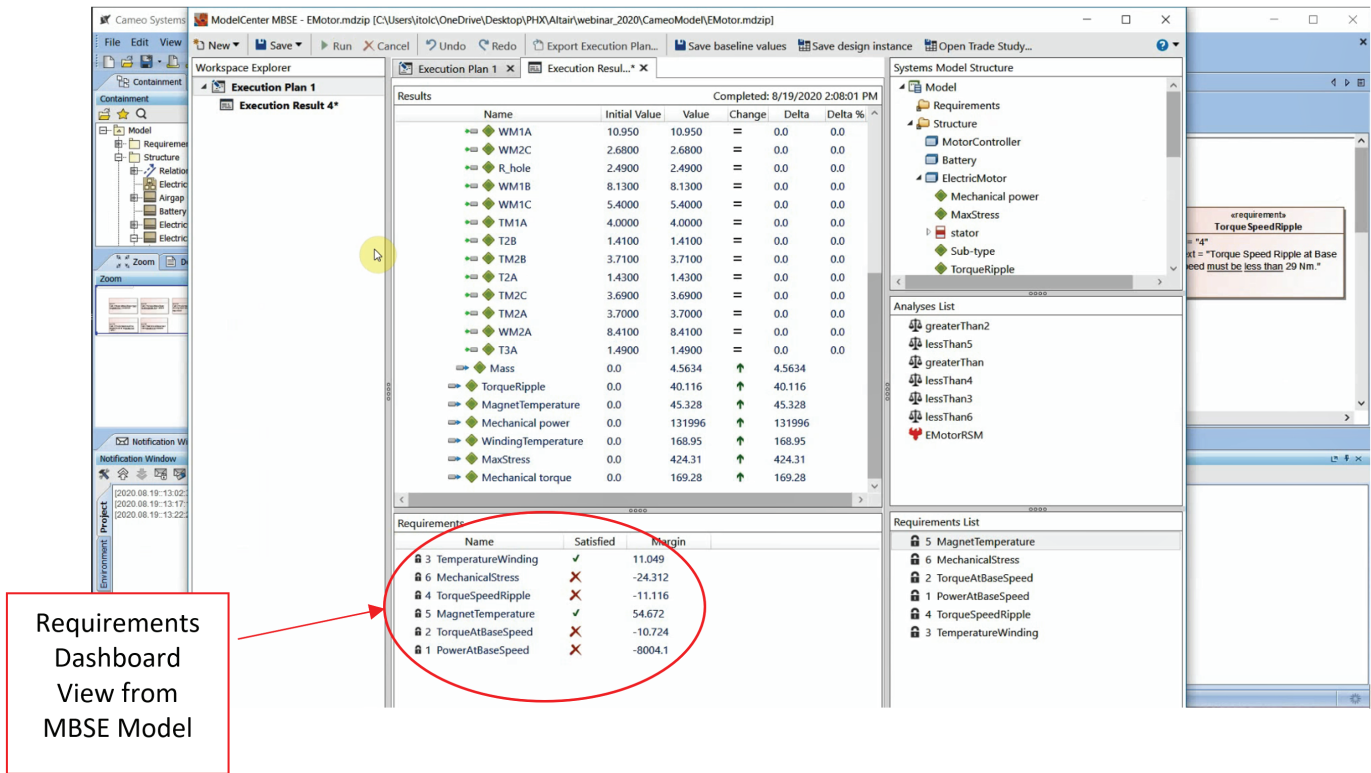 Cameo Systems
ModelCenter MBSE - EMotor.mdzip [C:\Users\itolc\OneDrive\Desktop\PHX\Altair\webinar_2020\CameoModel\EMotor.mdzip]
File Edit View
New Save Run Cancel Undo Redo Export Execution Plan... Save baseline values Save design instance Open Trade Study...
Containment
Containment
Model
Structure
Electric
Airgap
Battery
Electric
Electric
Zoom
Zoom
Notification Window
Project
Environment
Workspace Explorer
Execution Plan 1
Execution Result 4*
Execution Plan 1
Execution Resul...*
Results Completed: 8/19/2020 2:08:01 PM
Name Initial Value Value Change Delta Delta %
WM1A 10.950 10.950 = 0.0 0.0
WM2C 2.6800 2.6800 = 0.0 0.0
R_hole 2.4900 2.4900 = 0.0 0.0
WM1B 8.1300 8.1300 = 0.0 0.0
WM1C 5.4000 5.4000 = 0.0 0.0
TM1A 4.0000 4.0000 = 0.0 0.0
T2B 1.4100 1.4100 = 0.0 0.0
TM2B 3.7100 3.7100 = 0.0 0.0
T2A 1.4300 1.4300 = 0.0 0.0
TM2C 3.6900 3.6900 = 0.0 0.0
TM2A 3.7000 3.7000 = 0.0 0.0
WM2A 8.4100 8.4100 = 0.0 0.0
T3A 1.4900 1.4900 = 0.0 0.0
Mass 0.0 4.5634 4.5634
TorqueRipple 0.0 40.116 40.116
MagnetTemperature 0.0 45.328 45.328
Mechanical power 0.0 131996 131996
WindingTemperature 0.0 168.95 168.95
MaxStress 0.0 424.31 424.31
Mechanical torque 0.0 169.28 169.28
Requirements
Name Satisfied Margin
3 TemperatureWinding ✓ 11.049
6 MechanicalStress ✗ -24.312
4 TorqueSpeedRipple ✗ -11.116
5 MagnetTemperature ✓ 54.672
2 TorqueAtBaseSpeed ✗ -10.724
1 PowerAtBaseSpeed ✗ -8004.1
Systems Model Structure
Model
Requirements
Structure
MotorController
Battery
ElectricMotor
Mechanical power
MaxStress
stator
Sub-type
TorqueRipple
Analyses List
greaterThan2
lessThan5
greaterThan
lessThan4
lessThan3
lessThan6
EMotorRSM
Requirements List
5 MagnetTemperature
6 MechanicalStress
2 TorqueAtBaseSpeed
1 PowerAtBaseSpeed
4 TorqueSpeedRipple
3 TemperatureWinding
«requirement»
TorqueSpeedRipple
= "4"
xt = "Torque Speed Ripple at Base
eed must be less than 29 Nm."
Requirements
Dashboard
View from
MBSE Model